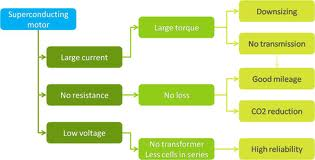 Superconducting
motor
Large current
Large torque
Downsizing
No transmission
No resistance
No loss
Good mileage
CO2 reduction
Low voltage
No transformer
Less cells in series
High reliability